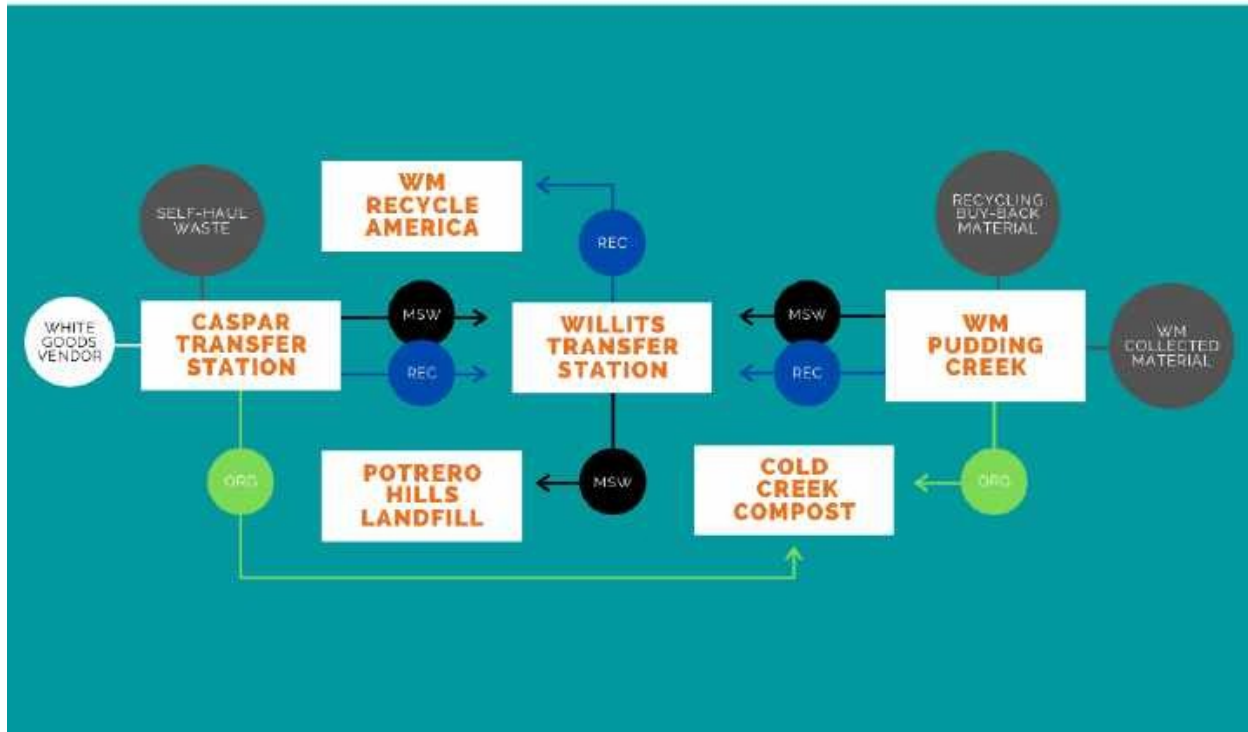 WM
RECYCLE
AMERICA
SELF-HAUL
WASTE
REC
RECYCLING
BUY-BACK
MATERIAL
WHITE
GOODS
VENDOR
CASPAR
TRANSFER
STATION
MSW
REC
WILLITS
TRANSFER
STATION
MSW
REC
WM
PUDDING
CREEK
WM
COLLECTED
MATERIAL
ORG
POTRERO
HILLS
LANDFILL
MSW
COLD
CREEK
COMPOST
ORG